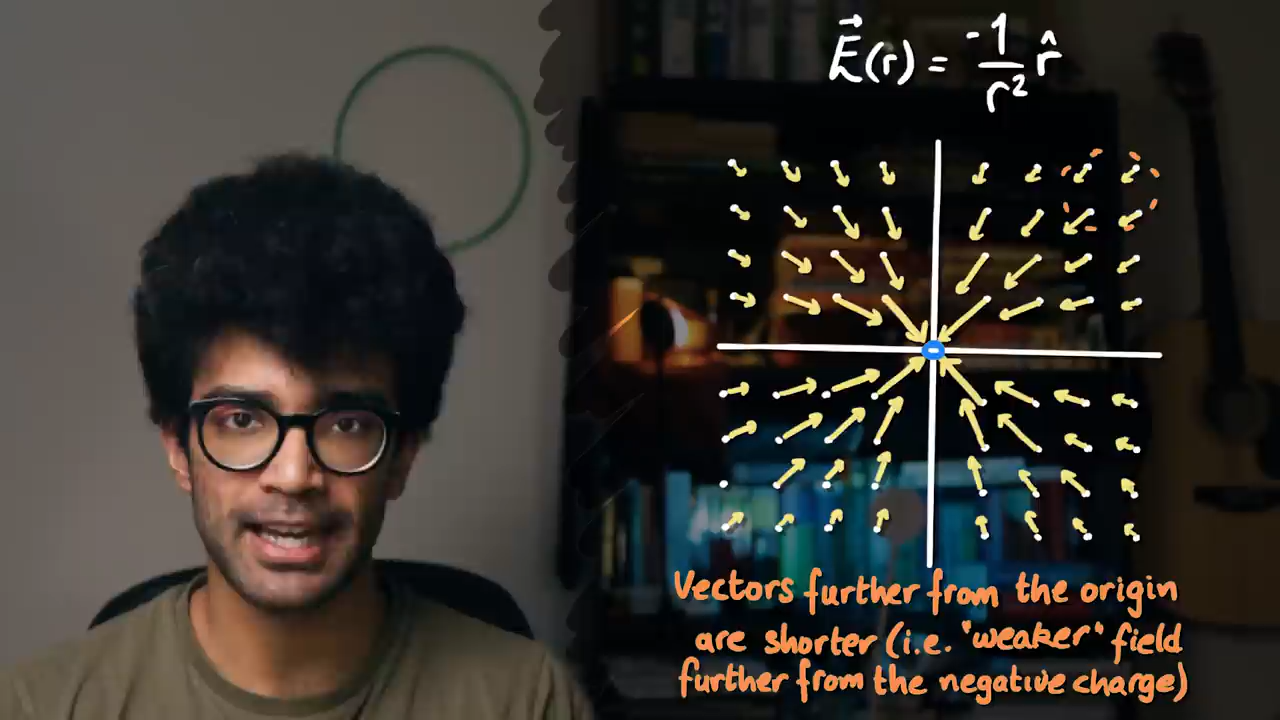 E⃗(r) = -1/r² r̂
-
Vectors further from the origin
are shorter (i.e. "weaker" field
further from the negative charge)